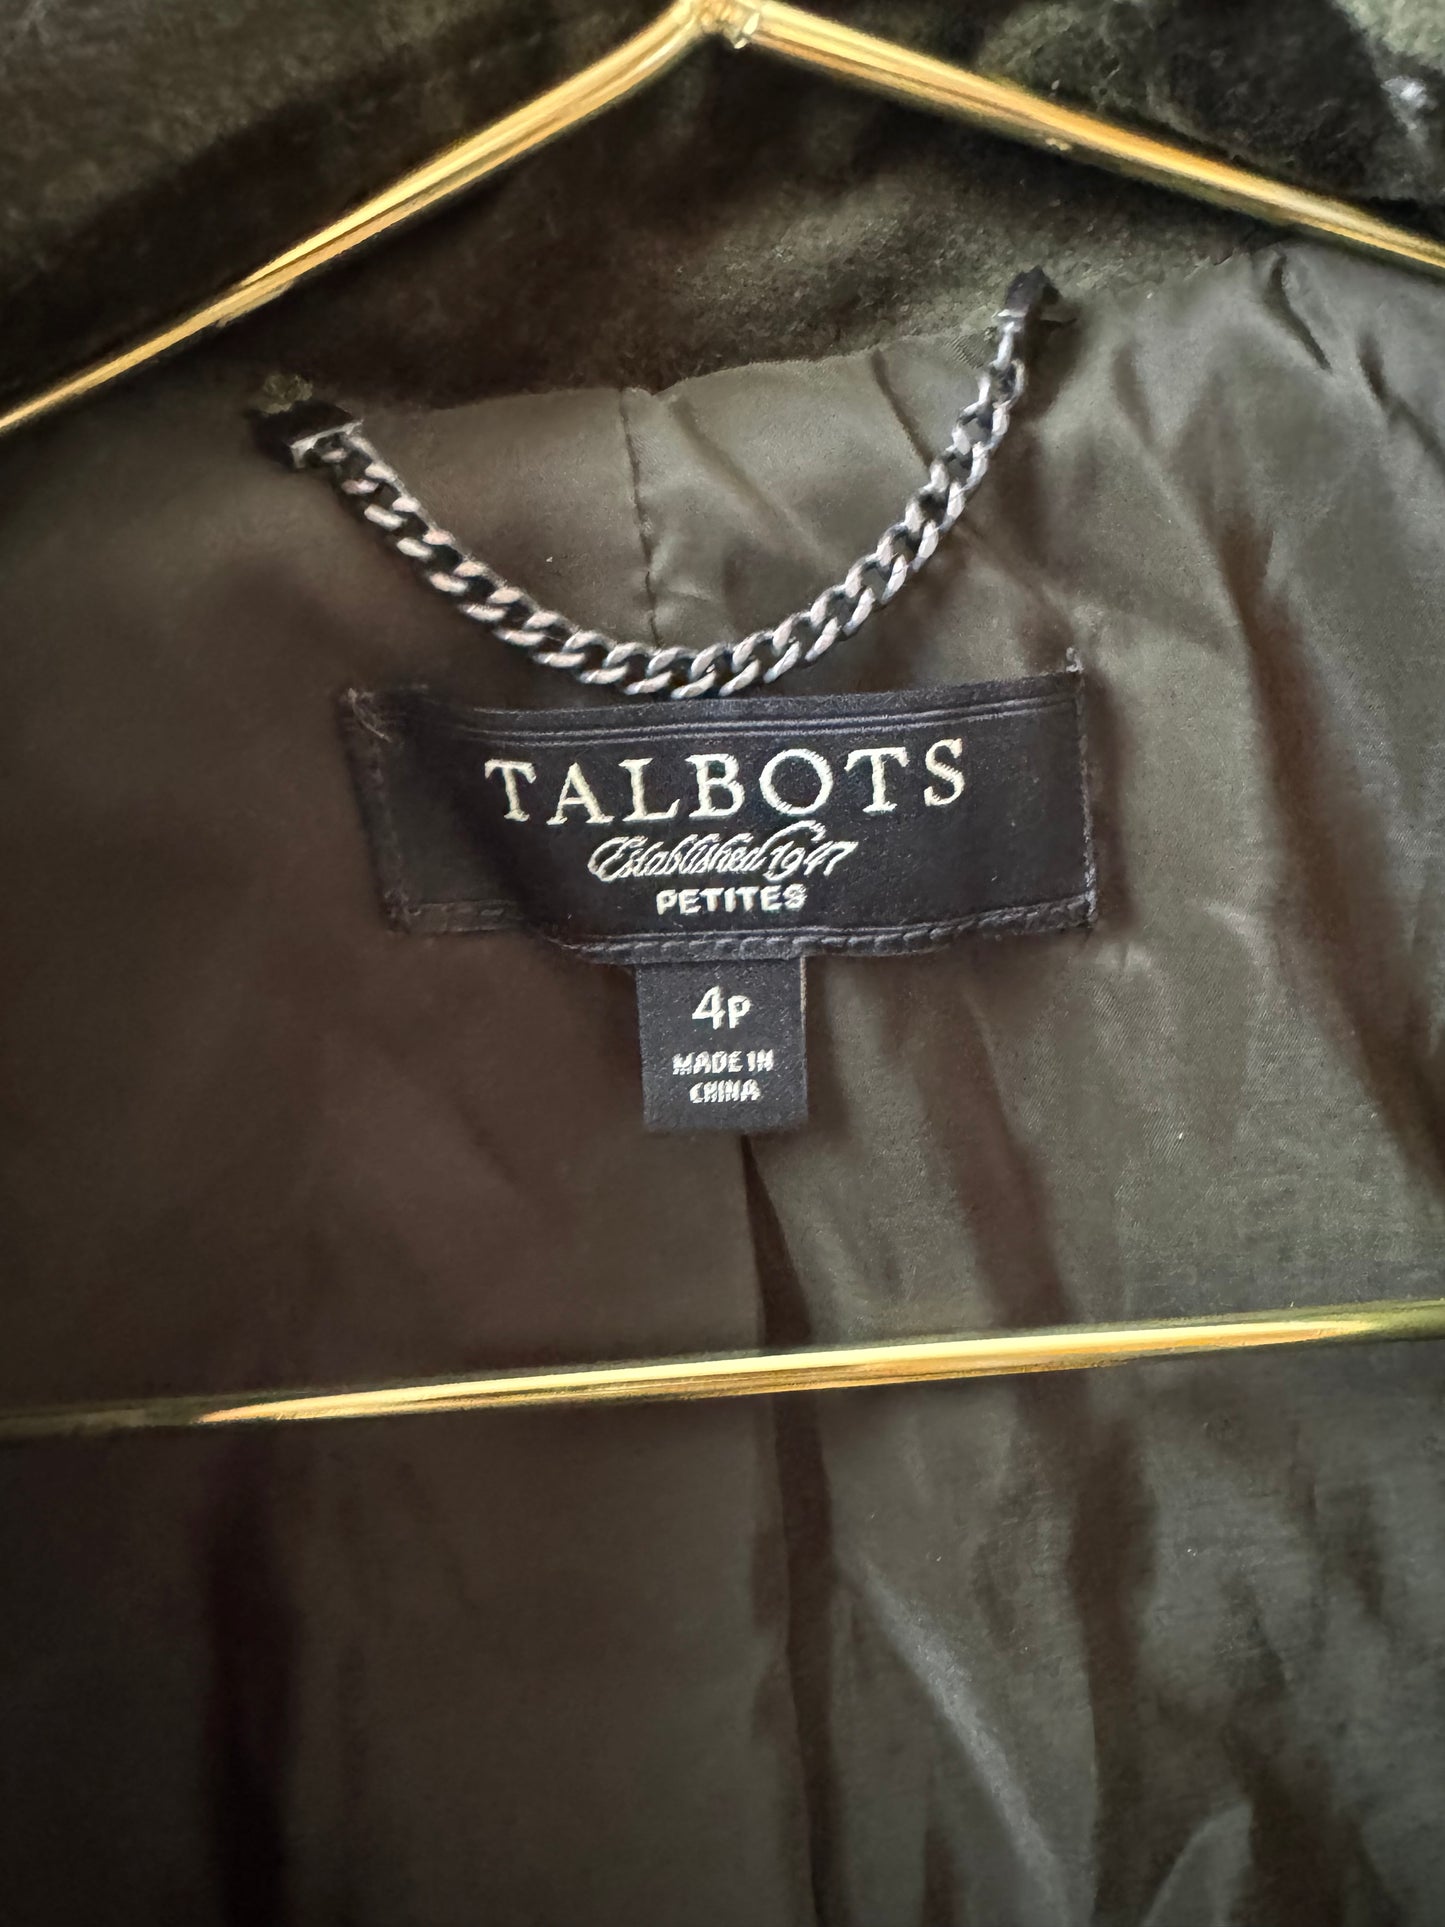 TALBOTS
Established 1947
PETITES
4P
MADE IN
CHINA